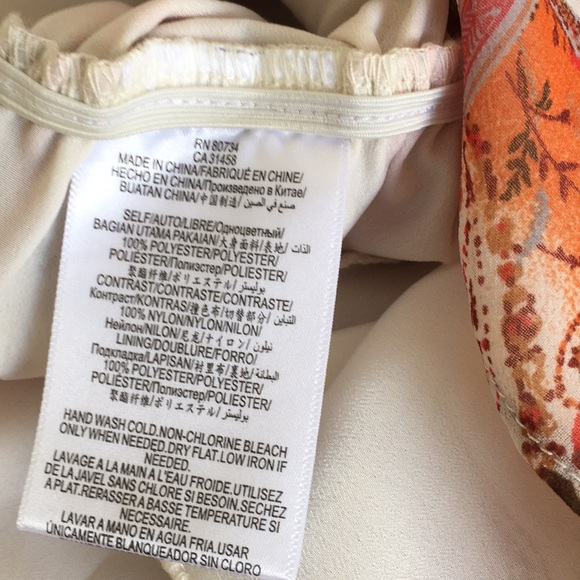 RN 80734
CA 31458
MADE IN CHINA/FABRIQUÉ EN CHINE/
HECHO EN CHINA/Произведено в Китае/
BUATAN CHINA/中国制造/صنع في الصين
SELF/AUTO/LIBRE/Одноцветный/
BAGIAN UTAMA PAKAIAN/大身面料/表地/الذات
100% POLYESTER/POLYESTER/
POLIÉSTER/Полиэстер/POLIESTER/
聚酯纤维/ポリエステル/بوليستر
CONTRAST/CONTRASTE/CONTRASTE/
Контраст/KONTRAS/撞色布/切替部分/التباين
100% NYLON/NYLON/NILÓN/
Нейлон/NILON/尼龙/ナイロン/نيلون
LINING/DOUBLURE/FORRO/
Подкладка/LAPISAN/衬里布/裏地/البطانة
100% POLYESTER/POLYESTER/
POLIÉSTER/Полиэстер/POLIESTER/
聚酯纤维/ポリエステル/بوليستر
HAND WASH COLD.NON-CHLORINE BLEACH
ONLY WHEN NEEDED.DRY FLAT.LOW IRON IF
NEEDED.
LAVAGE A LA MAIN A L'EAU FROIDE.UTILISEZ
DE LA JAVEL SANS CHLORE SI BESOIN.SECHEZ
A PLAT.REPASSER A BASSE TEMPERATURE SI
NECESSAIRE.
LAVAR A MANO EN AGUA FRIA.USAR
ÚNICAMENTE BLANQUEADOR SIN CLORO